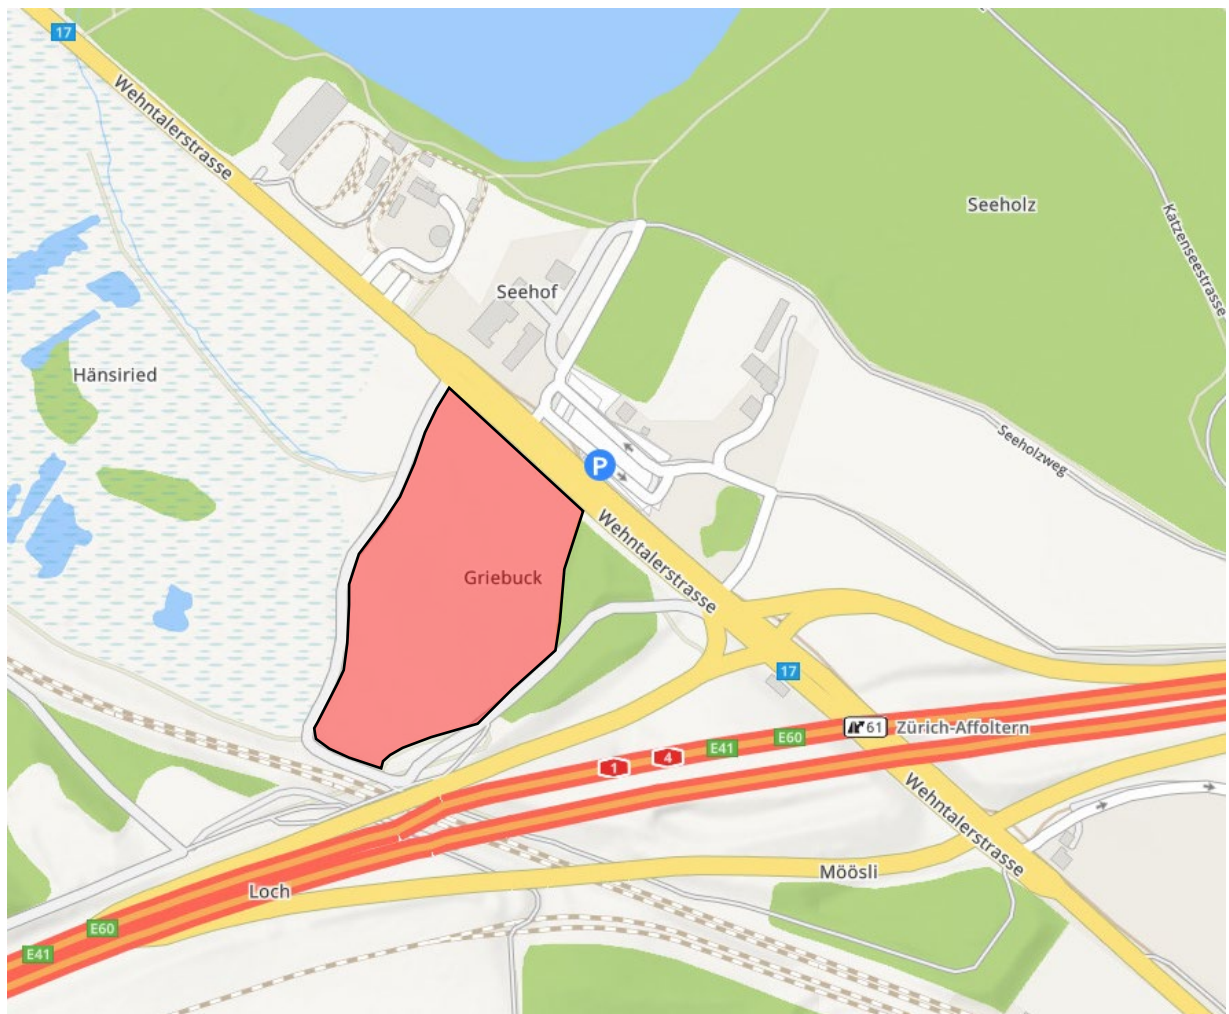 17
Wehntalerstrasse
Seeholz
Katzenseestrasse
Seehof
Hänsiried
Seeholzweg
P
Wehntalerstrasse
Griebuck
17
61
Zürich-Affoltern
E60
E41
4
1
Wehntalerstrasse
Möösli
Loch
E60
E41